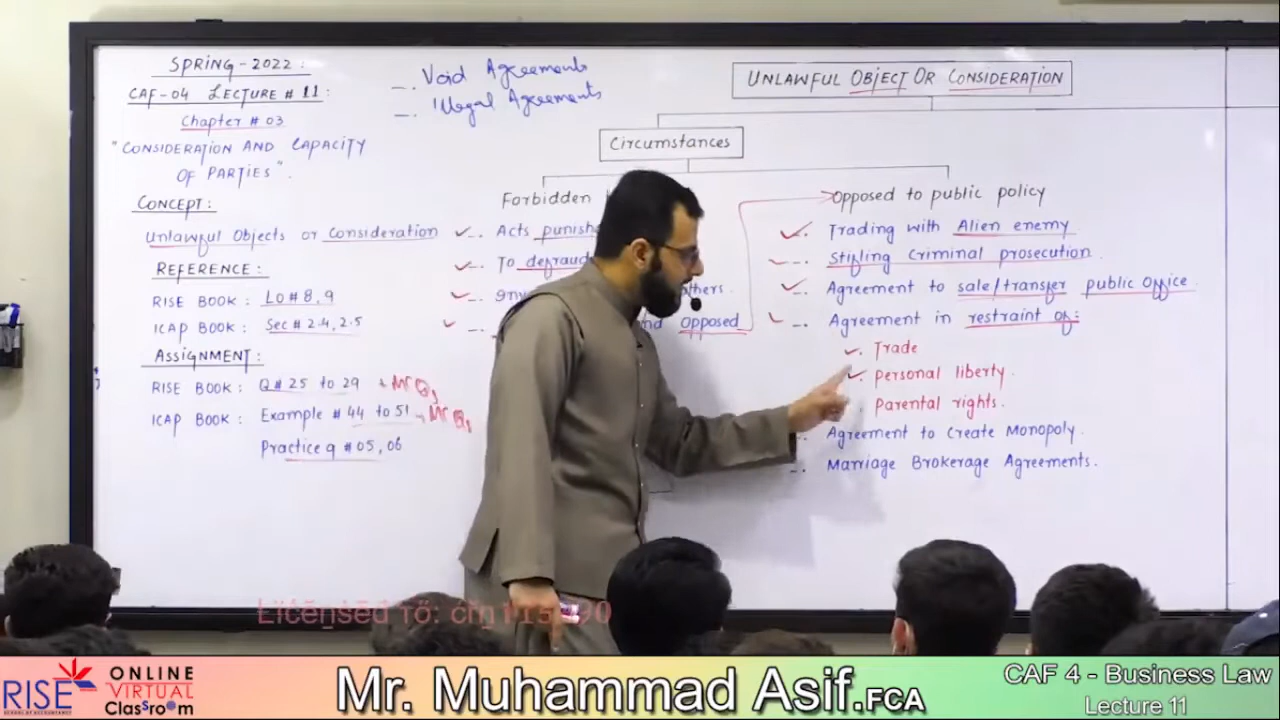 SPRING-2022:
CAF-04 LECTURE # 11:
Chapter # 03
"CONSIDERATION AND CAPACITY
OF PARTIES".
CONCEPT:
Unlawful Objects or Consideration
REFERENCE:
RISE BOOK: LO# 8,9
ICAP BOOK: Sec # 2.4, 2.5
ASSIGNMENT:
RISE BOOK: Q# 25 to 29 + MCQs
ICAP BOOK: Example # 44 to 51 + MCQs
Practice q # 05, 06
Void Agreements
Illegal Agreements
UNLAWFUL OBJECT OR CONSIDERATION
Circumstances
Forbidden
Acts
To defraud
others.
opposed
Opposed to public policy
Trading with Alien enemy
Stifling Criminal prosecution.
Agreement to sale/transfer public office.
Agreement in restraint of:
Trade
Personal liberty.
Parental rights.
Agreement to Create Monopoly.
Marriage Brokerage Agreements.
RISE
ONLINE
VIRTUAL
Classroom
Mr. Muhammad Asif.FCA
CAF 4 - Business Law
Lecture 11